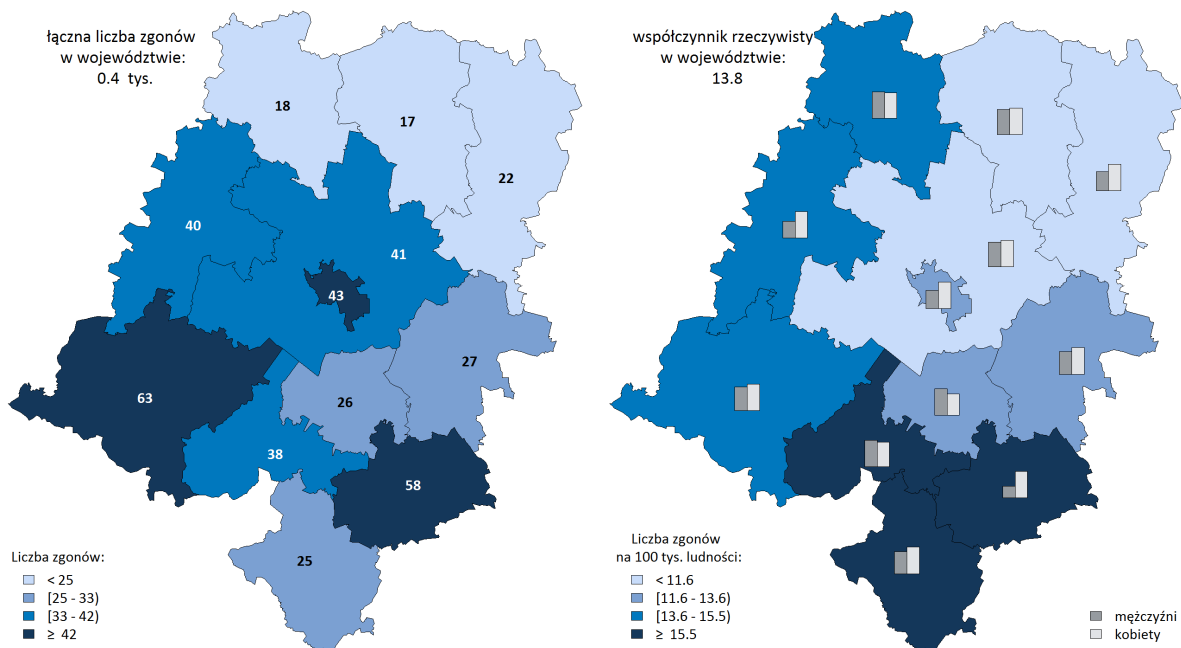 łączna liczba zgonów
w województwie:
0.4 tys.
18
17
22
40
41
43
63
27
26
38
58
25
Liczba zgonów:
< 25
[25 - 33)
[33 - 42)
≥ 42
współczynnik rzeczywisty
w województwie:
13.8
Liczba zgonów
na 100 tys. ludności:
< 11.6
[11.6 - 13.6)
[13.6 - 15.5)
≥ 15.5
mężczyźni
kobiety